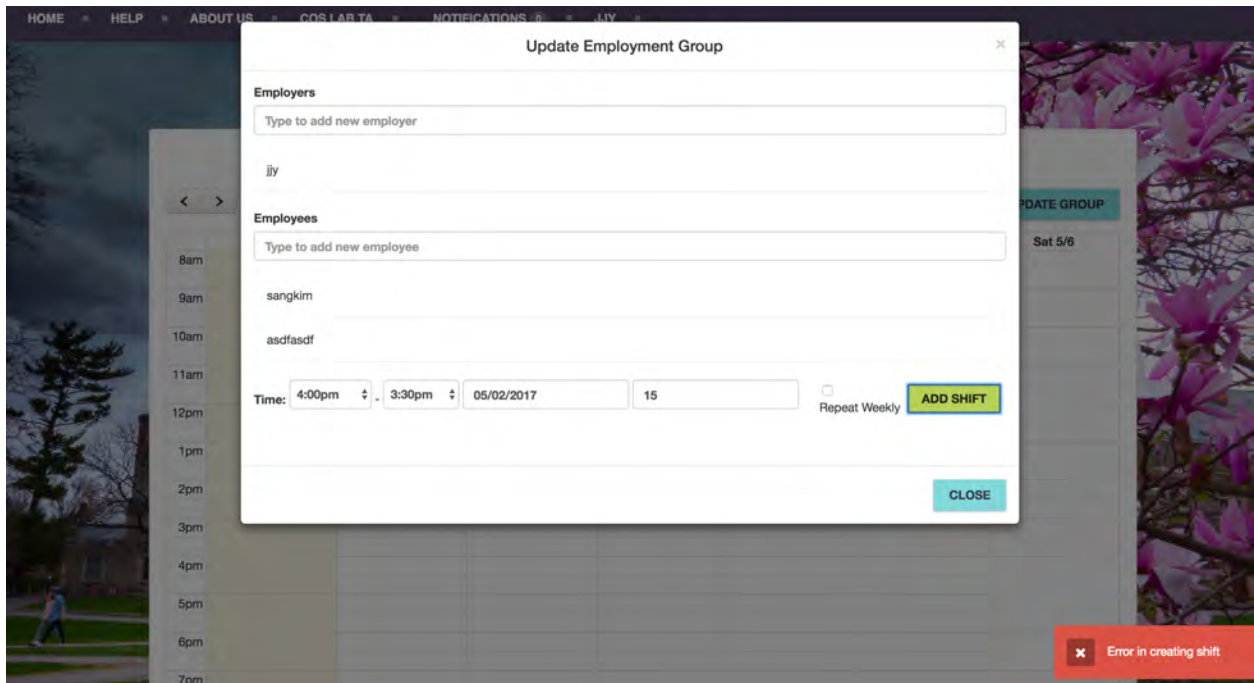 HOME HELP ABOUT US COS LAB TA NOTIFICATIONS 0 JJY
Update Employment Group ×
Employers
Type to add new employer
jjy
< >
PDATE GROUP
Employees
Type to add new employee
Sat 5/6
8am
9am
sangkim
10am
asdfasdf
11am
Time: 4:00pm - 3:30pm 05/02/2017 15 Repeat Weekly ADD SHIFT
12pm
1pm
2pm
CLOSE
3pm
4pm
5pm
6pm
× Error in creating shift
7pm